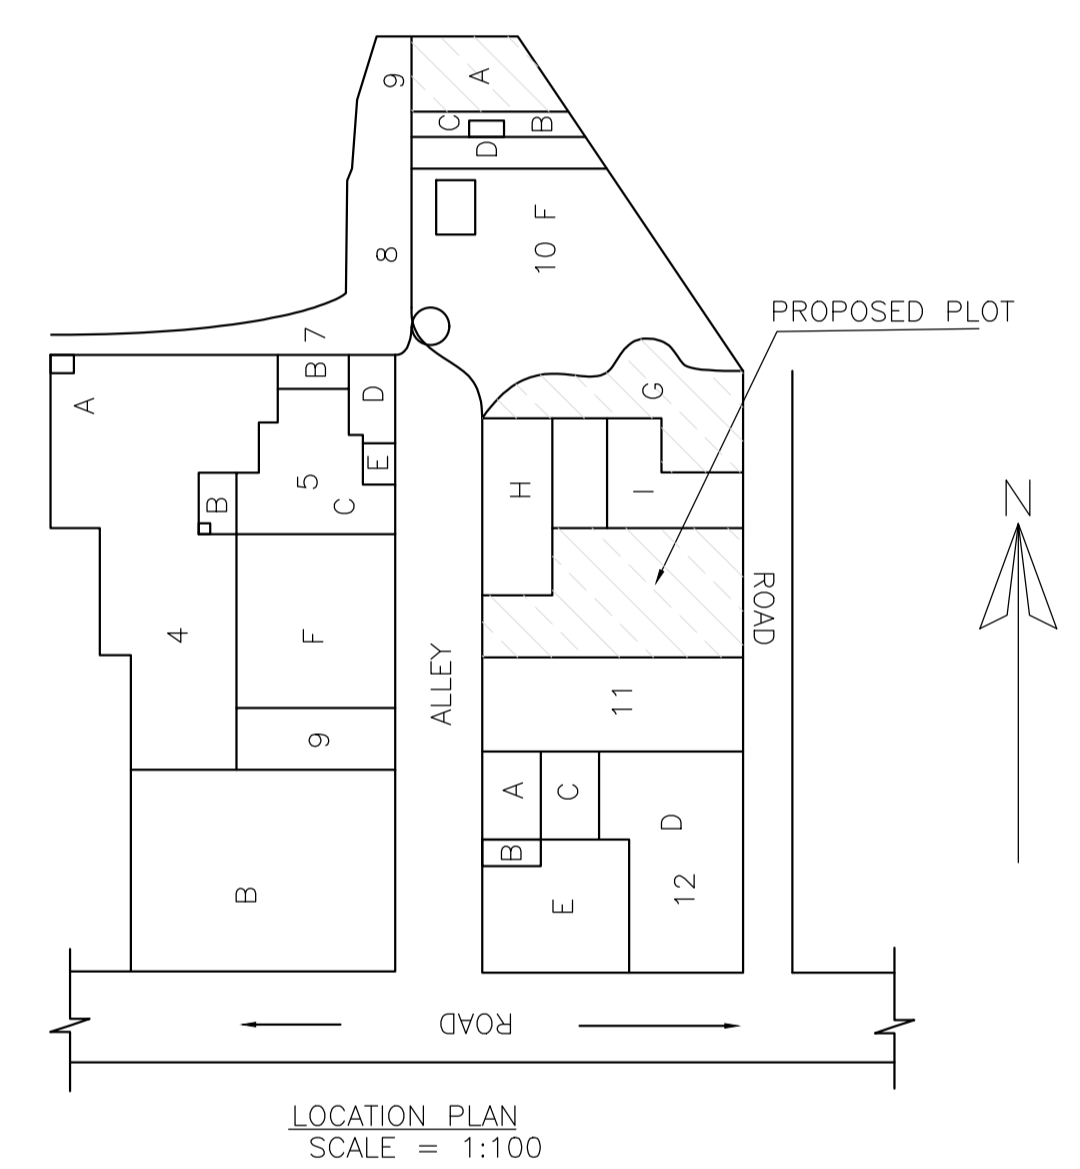 9
A
C
B
D
10 F
8
7
PROPOSED PLOT
A
B
D
G
E
5
C
B
H
I
N
4
F
ROAD
ALLEY
11
9
A
C
D
B
12
E
B
ROAD
LOCATION PLAN
SCALE = 1:100